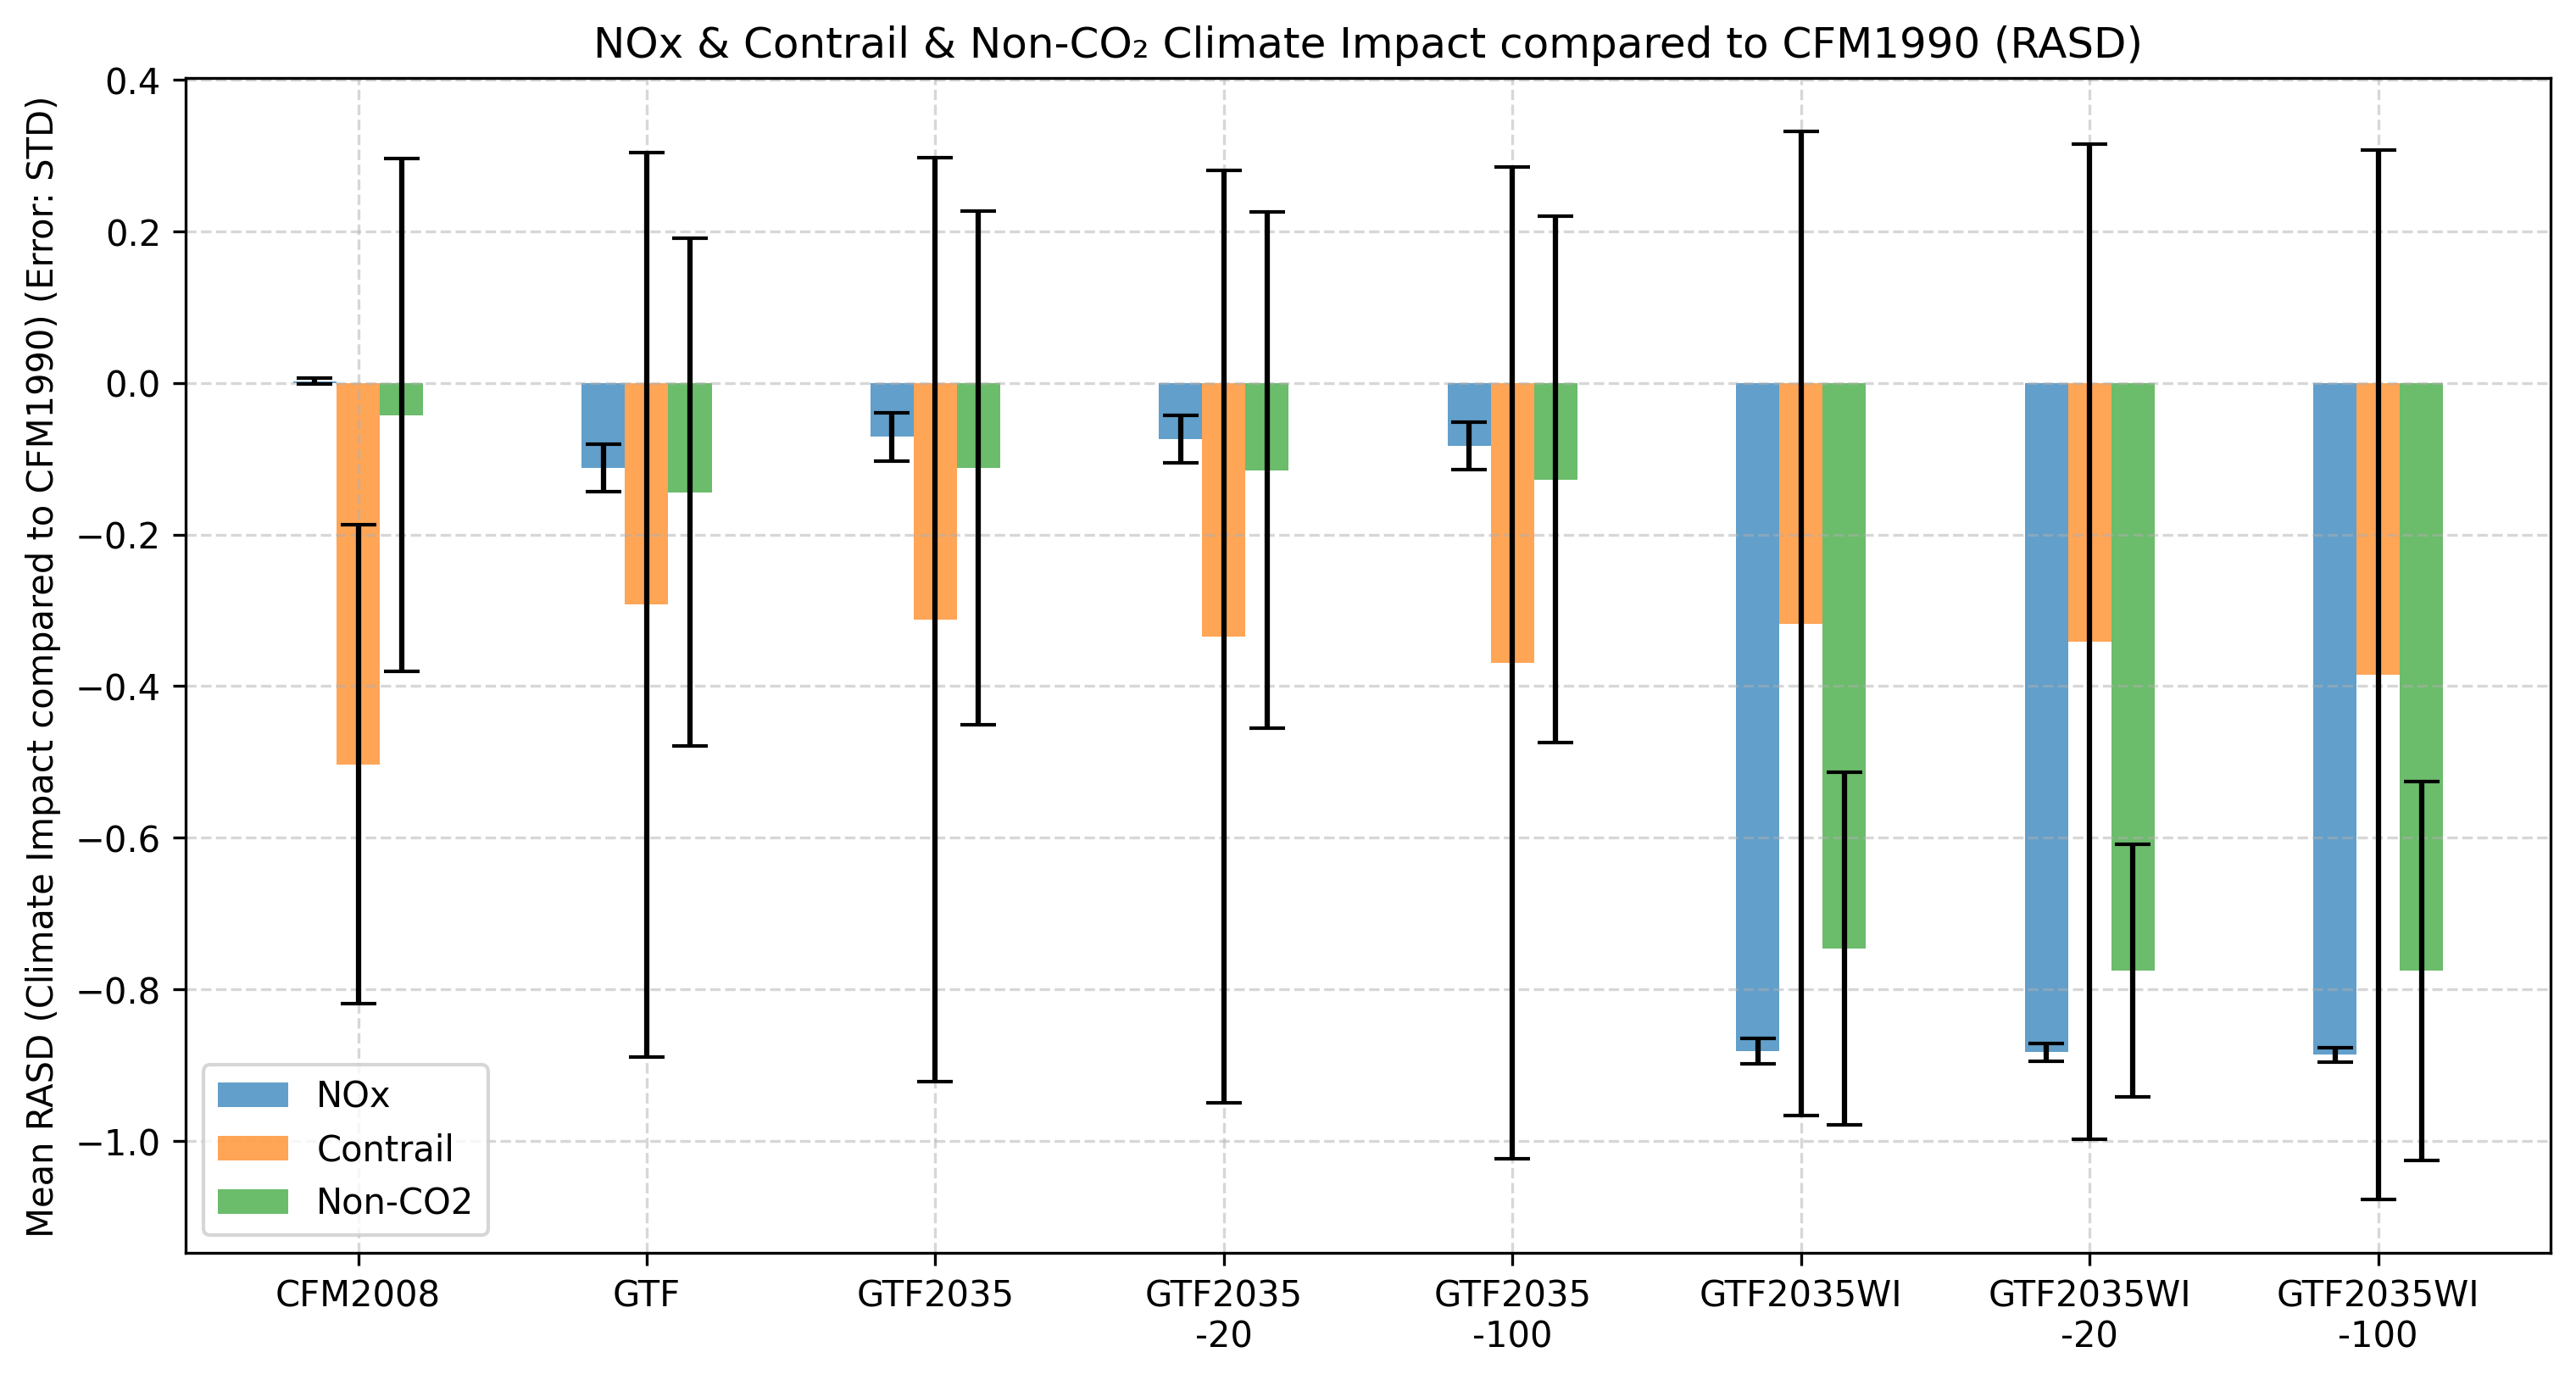 NOx & Contrail & Non-CO₂ Climate Impact compared to CFM1990 (RASD)
Mean RASD (Climate Impact compared to CFM1990) (Error: STD)
0.4
0.2
0.0
−0.2
−0.4
−0.6
−0.8
−1.0
NOx
Contrail
Non-CO2
CFM2008
GTF
GTF2035
GTF2035
-20
GTF2035
-100
GTF2035WI
GTF2035WI
-20
GTF2035WI
-100